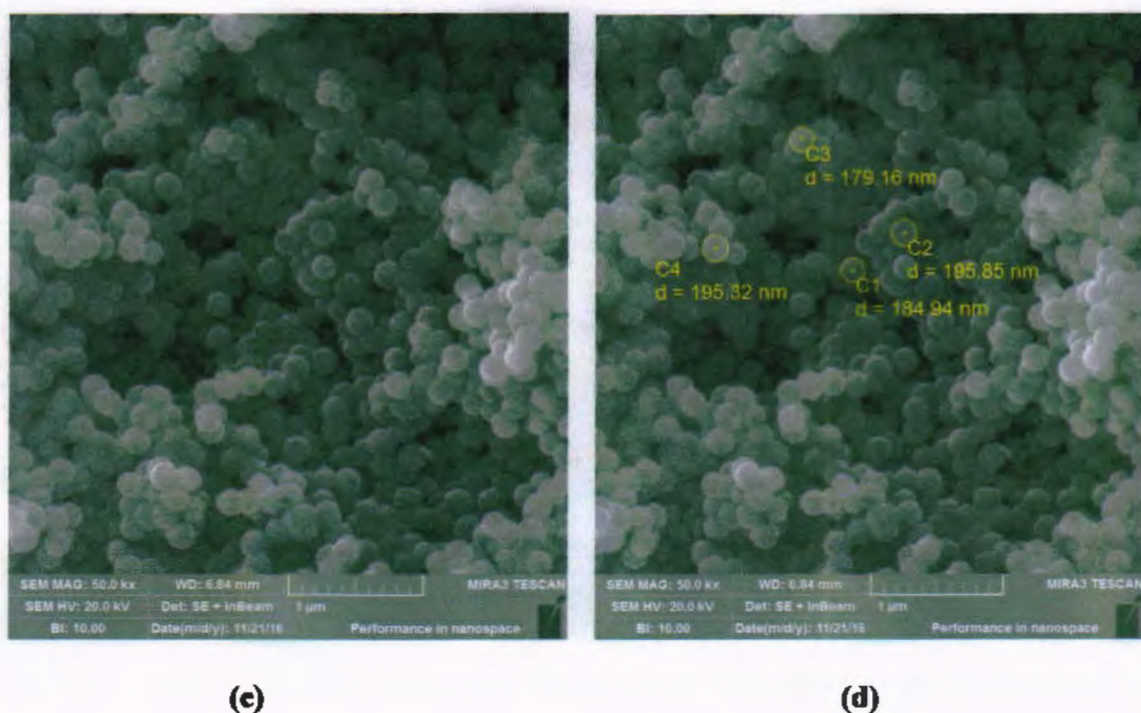 C3
d = 179.16 nm
C2
d = 195.85 nm
C4
d = 195.32 nm
C1
d = 184.94 nm
SEM MAG: 50.0 kx WD: 6.84 mm MIRA3 TESCAN
SEM HV: 20.0 kV Det: SE + InBeam 1 µm
BI: 10.00 Date(m/d/y): 11/21/16 Performance in nanospace
SEM MAG: 50.0 kx WD: 6.84 mm MIRA3 TESCAN
SEM HV: 20.0 kV Det: SE + InBeam 1 µm
BI: 10.00 Date(m/d/y): 11/21/16 Performance in nanospace
(c)
(d)